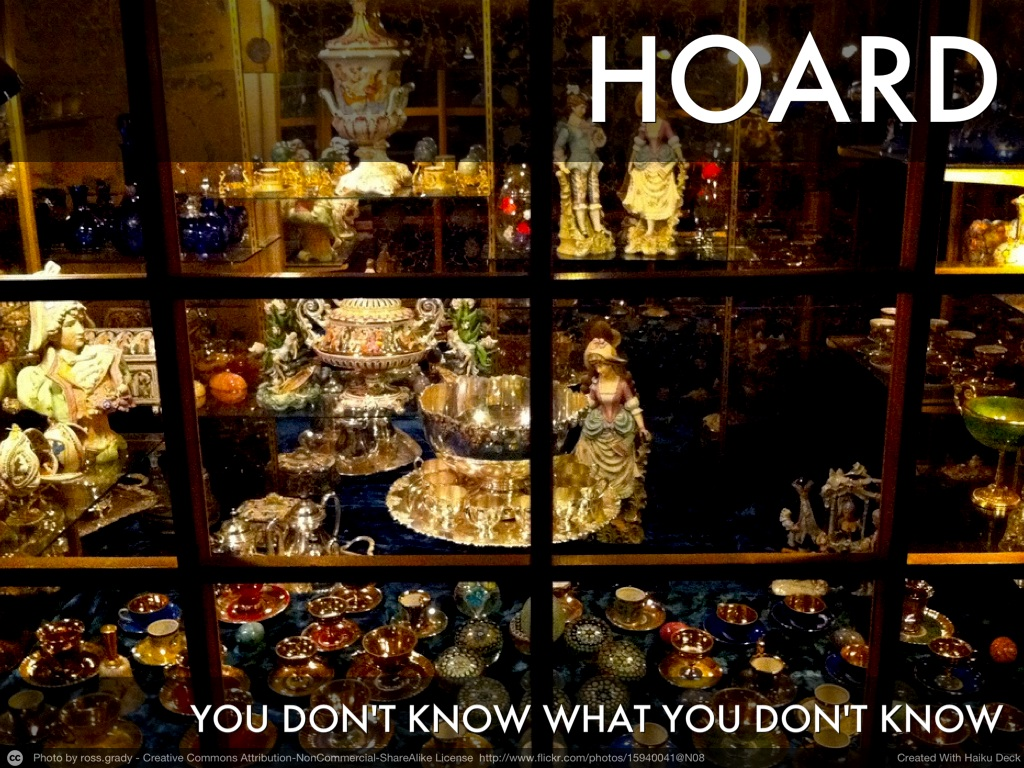 HOARD
YOU DON'T KNOW WHAT YOU DON'T KNOW
cc Photo by ross.grady - Creative Commons Attribution-NonCommercial-ShareAlike License http://www.flickr.com/photos/15940041@N08 Created With Haiku Deck